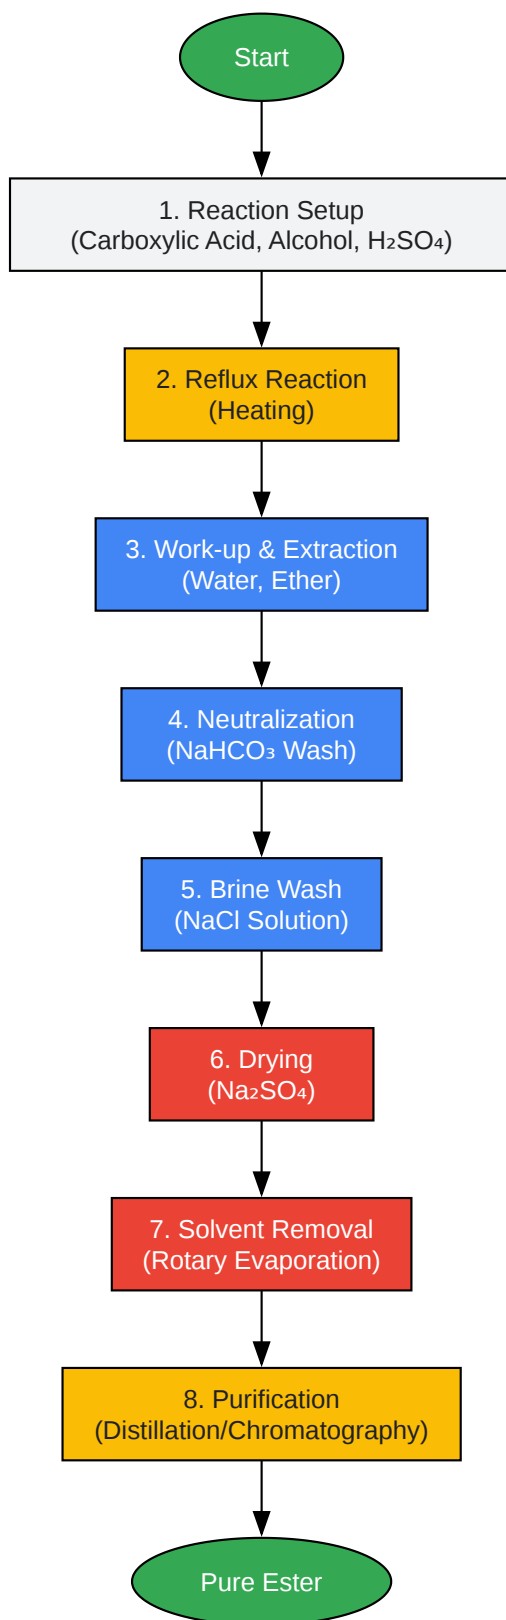 Start
1. Reaction Setup
(Carboxylic Acid, Alcohol, H₂SO₄)
2. Reflux Reaction
(Heating)
3. Work-up & Extraction
(Water, Ether)
4. Neutralization
(NaHCO₃ Wash)
5. Brine Wash
(NaCl Solution)
6. Drying
(Na₂SO₄)
7. Solvent Removal
(Rotary Evaporation)
8. Purification
(Distillation/Chromatography)
Pure Ester